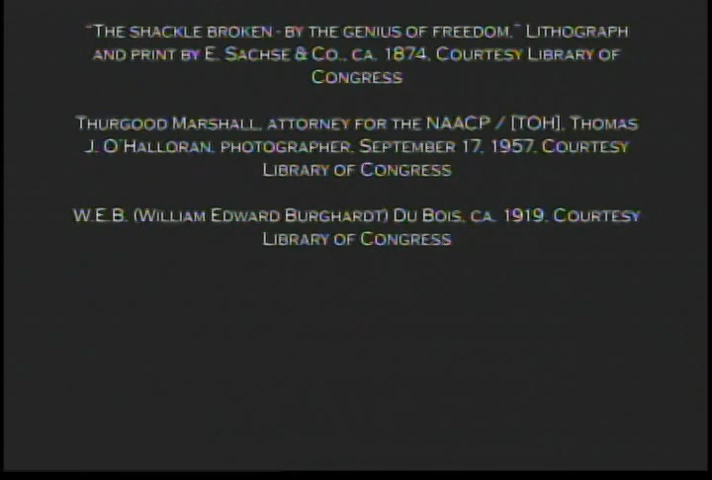 "The shackle broken - by the genius of freedom." Lithograph
and print by E. Sachse & Co., ca. 1874, Courtesy Library of
Congress
Thurgood Marshall, attorney for the NAACP / [TOH], Thomas
J. O'Halloran, photographer, September 17, 1957, Courtesy
Library of Congress
W.E.B. (William Edward Burghardt) Du Bois, ca. 1919, Courtesy
Library of Congress